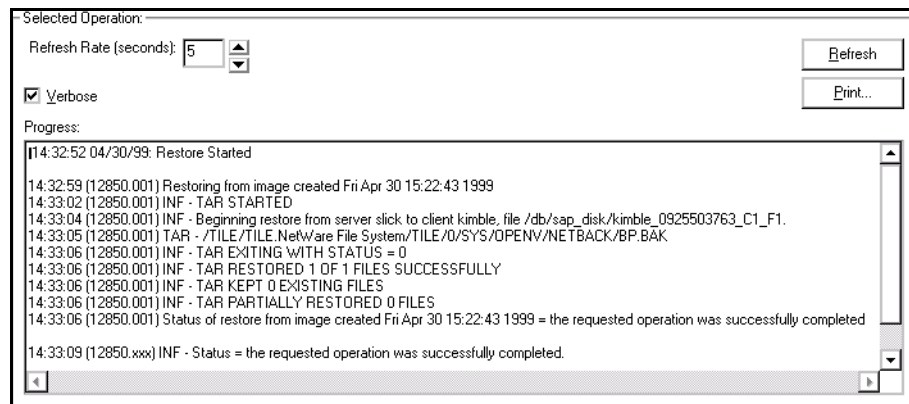 Selected Operation:
Refresh Rate (seconds): 5
Refresh
Verbose
Print...
Progress:
14:32:52 04/30/99: Restore Started
14:32:59 (12850.001) Restoring from image created Fri Apr 30 15:22:43 1999
14:33:02 (12850.001) INF - TAR STARTED
14:33:04 (12850.001) INF - Beginning restore from server slick to client kimble, file /db/sap_disk/kimble_0925503763_C1_F1.
14:33:05 (12850.001) TAR - /TILE/TILE.NetWare File System/TILE/0/SYS/OPENV/NETBACK/BP.BAK
14:33:06 (12850.001) INF - TAR EXITING WITH STATUS = 0
14:33:06 (12850.001) INF - TAR RESTORED 1 OF 1 FILES SUCCESSFULLY
14:33:06 (12850.001) INF - TAR KEPT 0 EXISTING FILES
14:33:06 (12850.001) INF - TAR PARTIALLY RESTORED 0 FILES
14:33:06 (12850.001) Status of restore from image created Fri Apr 30 15:22:43 1999 = the requested operation was successfully completed
14:33:09 (12850.xxx) INF - Status = the requested operation was successfully completed.